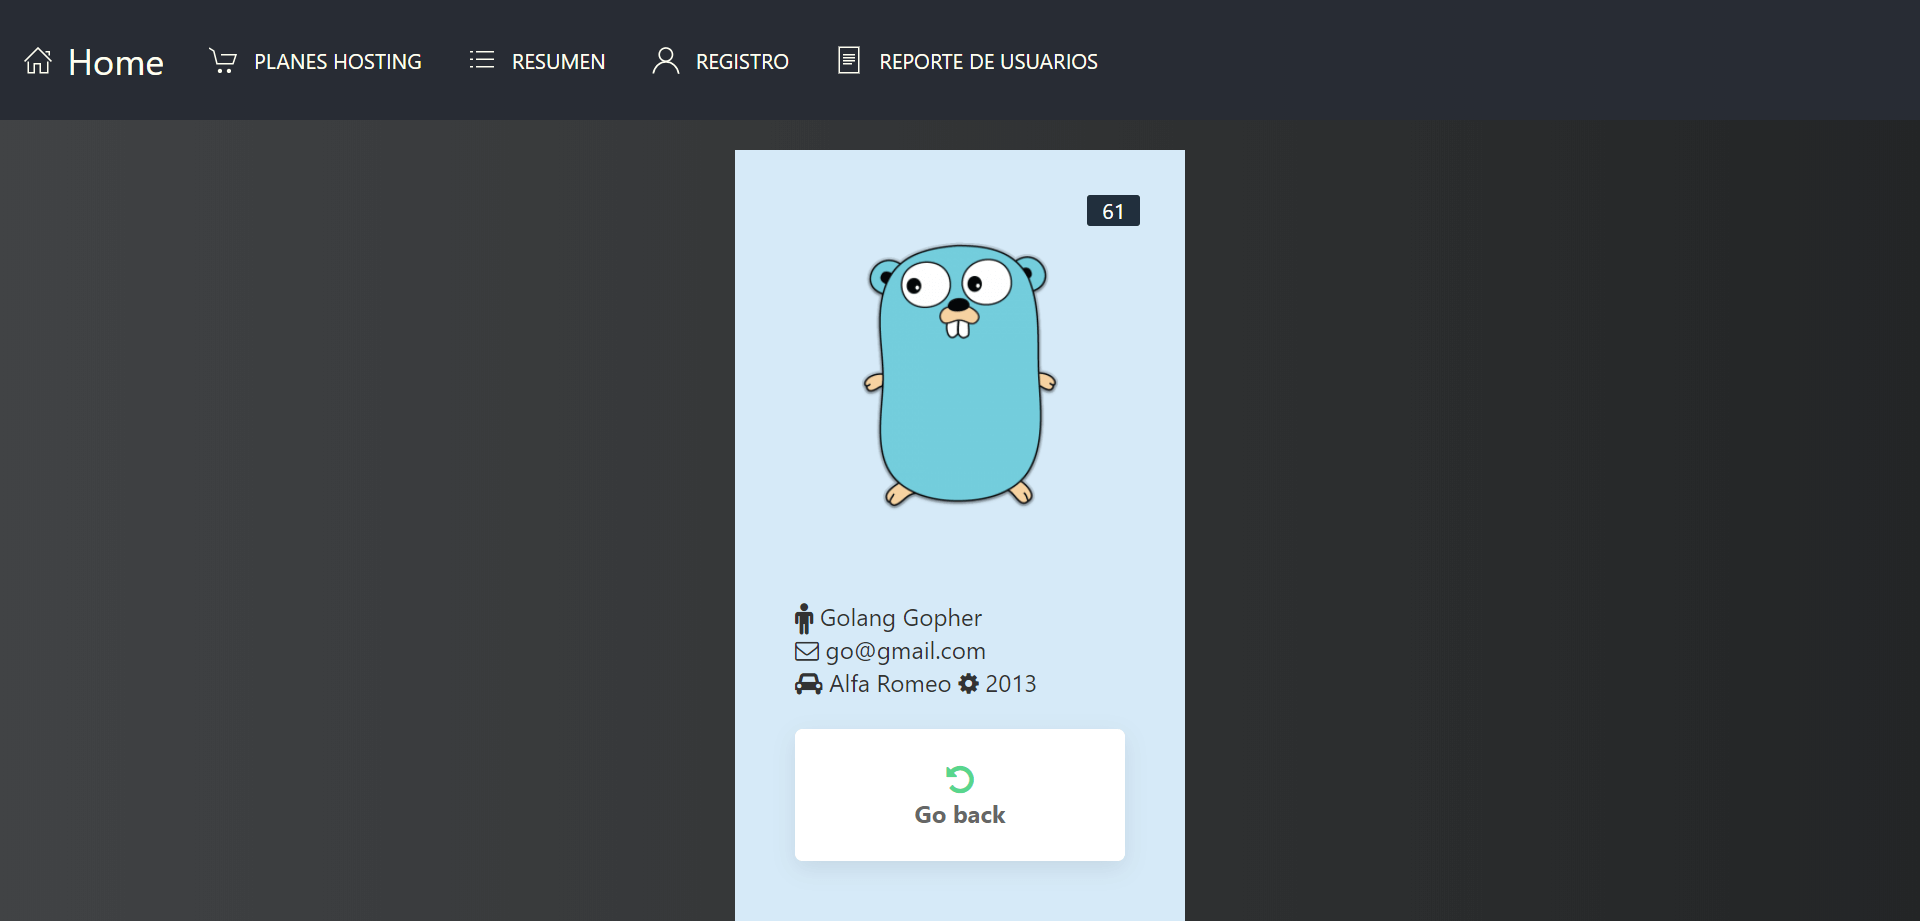 Home PLANES HOSTING RESUMEN REGISTRO REPORTE DE USUARIOS
61
Golang Gopher
go@gmail.com
Alfa Romeo 2013
Go back